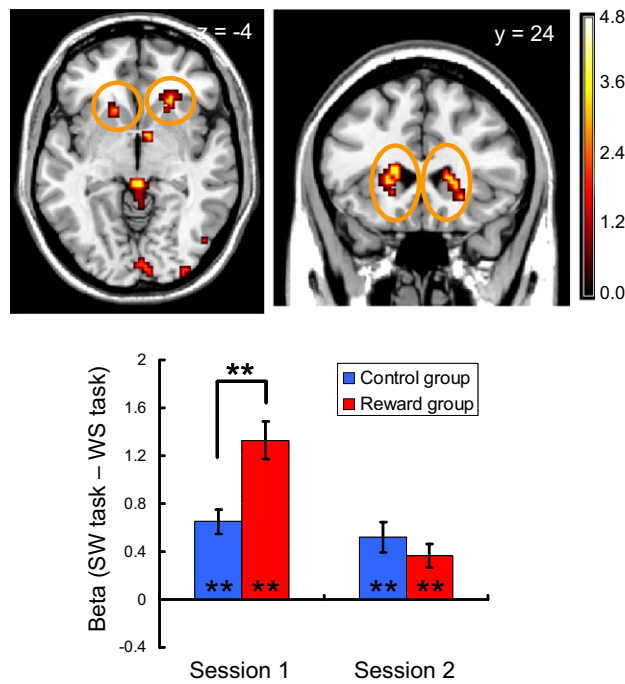 z = -4
y = 24
4.8
3.6
2.4
1.2
0.0
2
1.6
1.2
0.8
0.4
0
-0.4
Beta (SW task – WS task)
**
Control group
Reward group
** ** ** **
Session 1 Session 2